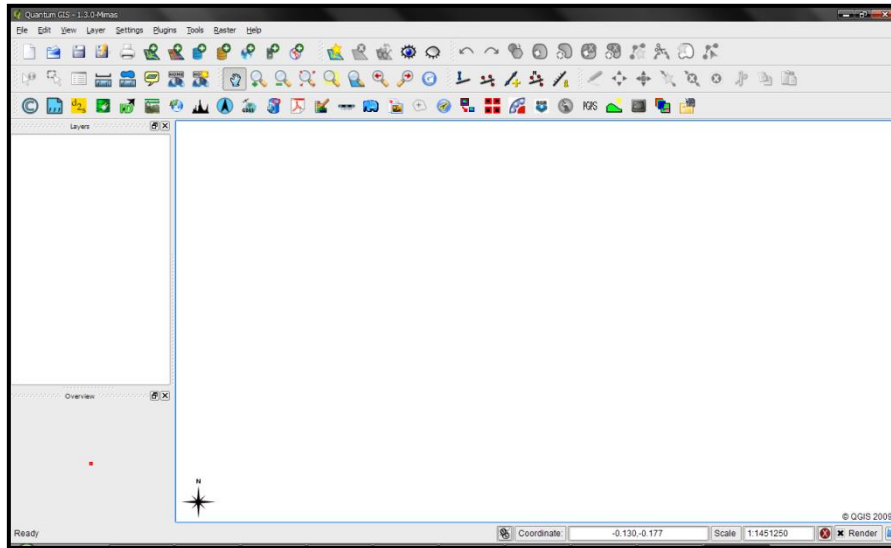 Quantum GIS - 1.3.0-Mimas
File Edit View Layer Settings Plugins Tools Raster Help
IGIS
Layers
Overview
N
© QGIS 2009
Ready
Coordinate: -0.130,-0.177 Scale 1:1451250 Render